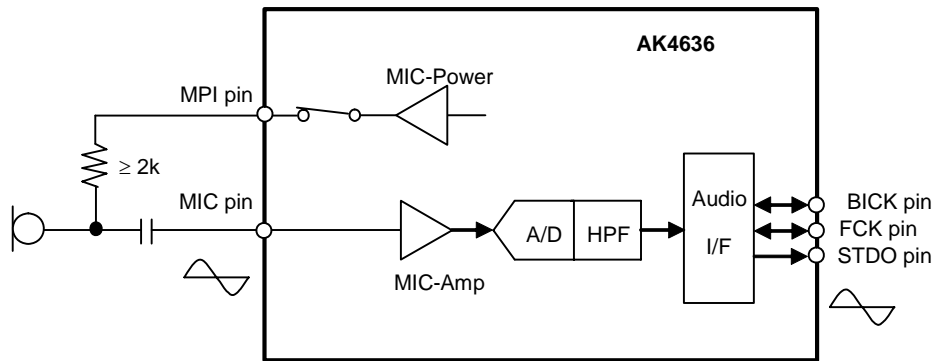 AK4636
MIC-Power
MPI pin
≥ 2k
MIC pin
MIC-Amp
A/D
HPF
Audio
I/F
BICK pin
FCK pin
STDO pin